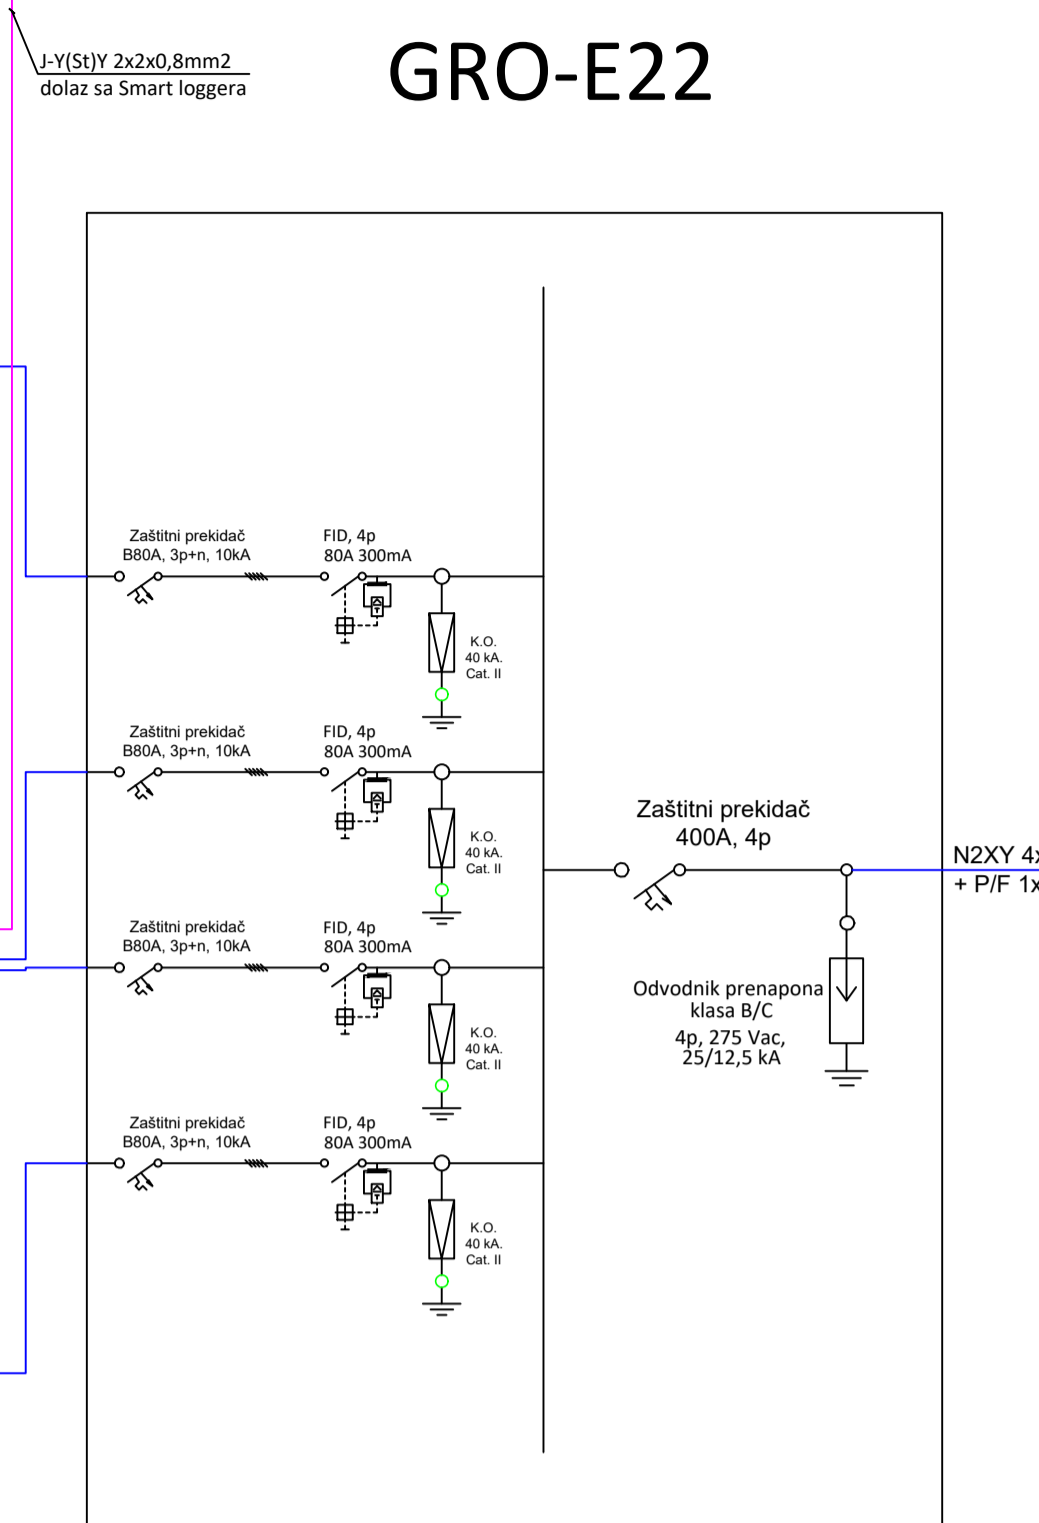 J-Y(St)Y 2x2x0,8mm2
dolaz sa Smart loggera
GRO-E22
Zaštitni prekidač
B80A, 3p+n, 10kA
FID, 4p
80A 300mA
K.O.
40 kA.
Cat. II
Zaštitni prekidač
B80A, 3p+n, 10kA
FID, 4p
80A 300mA
K.O.
40 kA.
Cat. II
Zaštitni prekidač
400A, 4p
N2XY 4x
+ P/F 1x
Zaštitni prekidač
B80A, 3p+n, 10kA
FID, 4p
80A 300mA
K.O.
40 kA.
Cat. II
Odvodnik prenapona
klasa B/C
4p, 275 Vac,
25/12,5 kA
Zaštitni prekidač
B80A, 3p+n, 10kA
FID, 4p
80A 300mA
K.O.
40 kA.
Cat. II